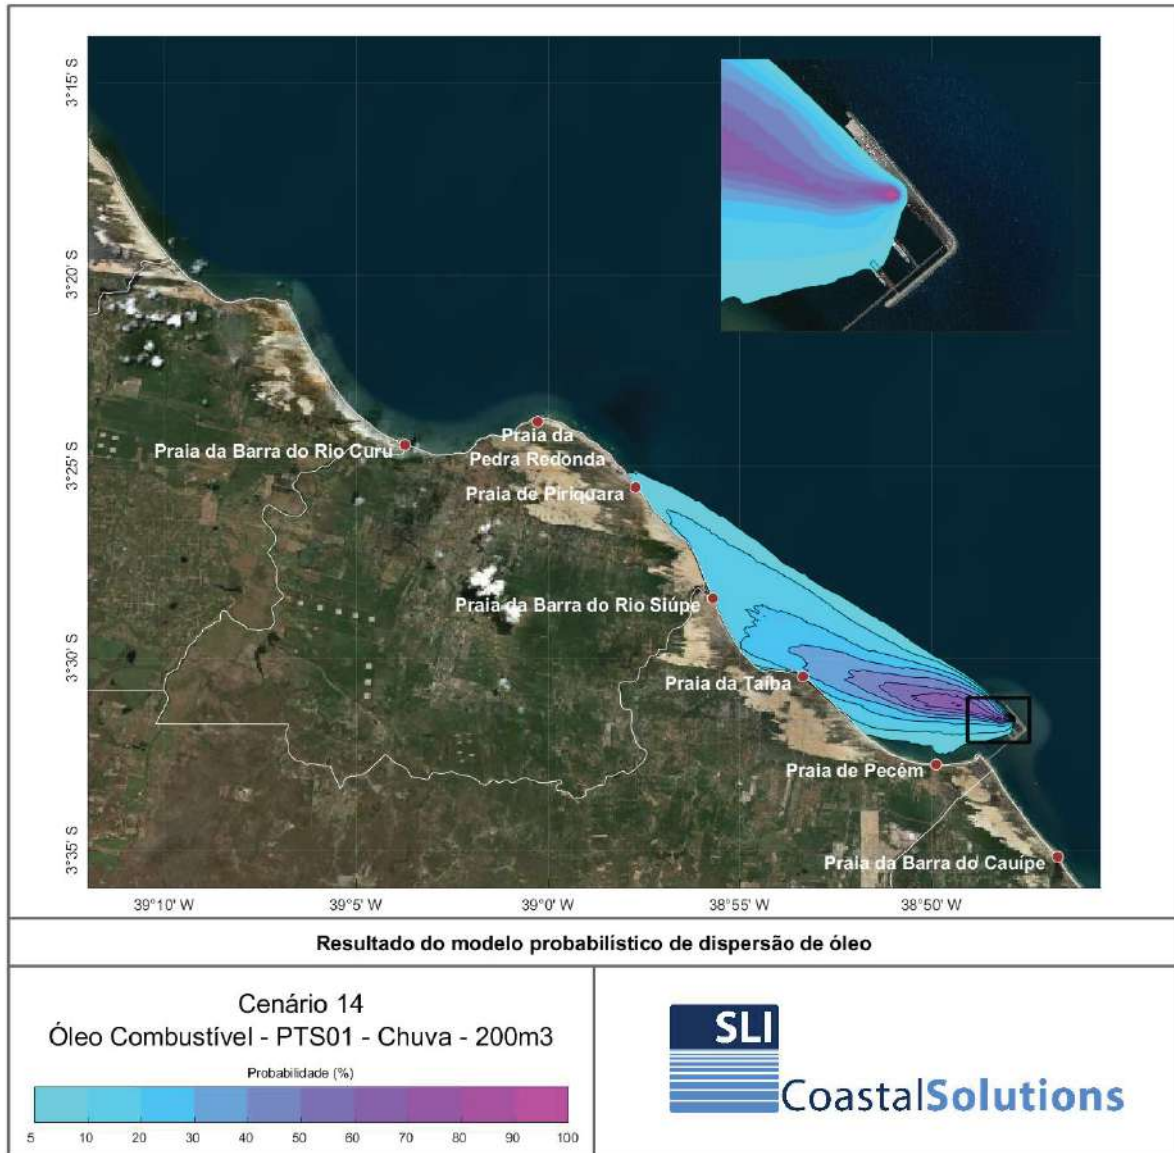 3°15' S
3°20' S
3°25' S
3°30' S
3°35' S
Praia da Barra do Rio Curu
Praia da
Pedra Redonda
Praia de Piriquara
Praia da Barra do Rio Siúpe
Praia da Taíba
Praia de Pecém
Praia da Barra do Cauípe
39°10' W
39°5' W
39°0' W
38°55' W
38°50' W
Resultado do modelo probabilístico de dispersão de óleo
Cenário 14
Óleo Combustível - PTS01 - Chuva - 200m3
Probabilidade (%)
5 10 20 30 40 50 60 70 80 90 100
SLI
CoastalSolutions